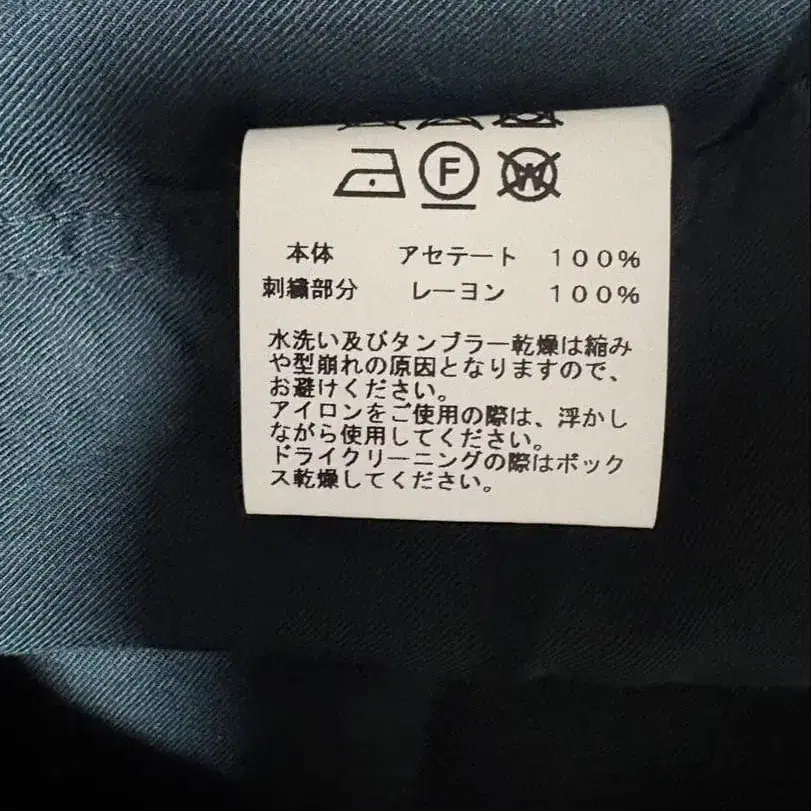 F W
本体 アセテート 100%
刺繍部分 レーヨン 100%
水洗い及びタンブラー乾燥は縮み
や型崩れの原因となりますので、
お避けください。
アイロンをご使用の際は、浮かし
ながら使用してください。
ドライクリーニングの際はボック
ス乾燥してください。